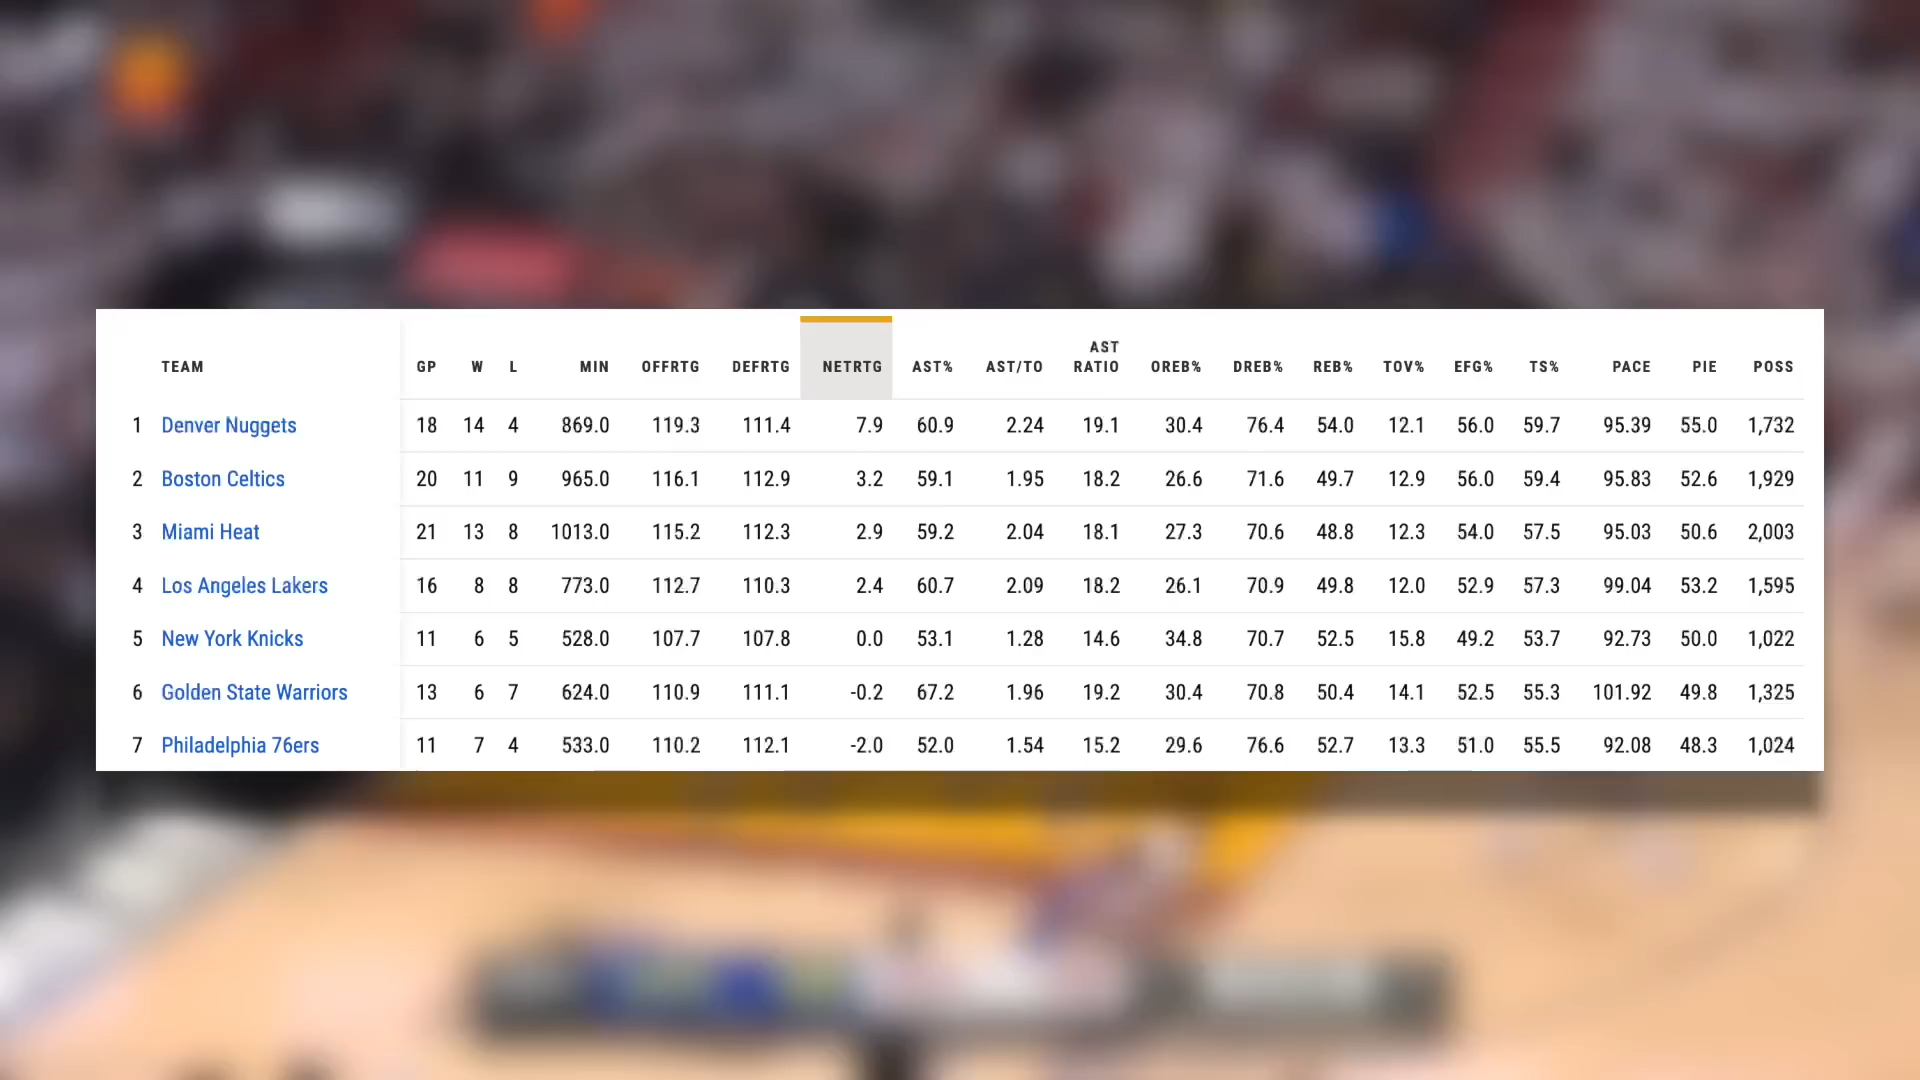 TEAM GP W L MIN OFFRTG DEFRTG NETRTG AST% AST/TO AST RATIO OREB% DREB% REB% TOV% EFG% TS% PACE PIE POSS
1 Denver Nuggets 18 14 4 869.0 119.3 111.4 7.9 60.9 2.24 19.1 30.4 76.4 54.0 12.1 56.0 59.7 95.39 55.0 1,732
2 Boston Celtics 20 11 9 965.0 116.1 112.9 3.2 59.1 1.95 18.2 26.6 71.6 49.7 12.9 56.0 59.4 95.83 52.6 1,929
3 Miami Heat 21 13 8 1013.0 115.2 112.3 2.9 59.2 2.04 18.1 27.3 70.6 48.8 12.3 54.0 57.5 95.03 50.6 2,003
4 Los Angeles Lakers 16 8 8 773.0 112.7 110.3 2.4 60.7 2.09 18.2 26.1 70.9 49.8 12.0 52.9 57.3 99.04 53.2 1,595
5 New York Knicks 11 6 5 528.0 107.7 107.8 0.0 53.1 1.28 14.6 34.8 70.7 52.5 15.8 49.2 53.7 92.73 50.0 1,022
6 Golden State Warriors 13 6 7 624.0 110.9 111.1 -0.2 67.2 1.96 19.2 30.4 70.8 50.4 14.1 52.5 55.3 101.92 49.8 1,325
7 Philadelphia 76ers 11 7 4 533.0 110.2 112.1 -2.0 52.0 1.54 15.2 29.6 76.6 52.7 13.3 51.0 55.5 92.08 48.3 1,024